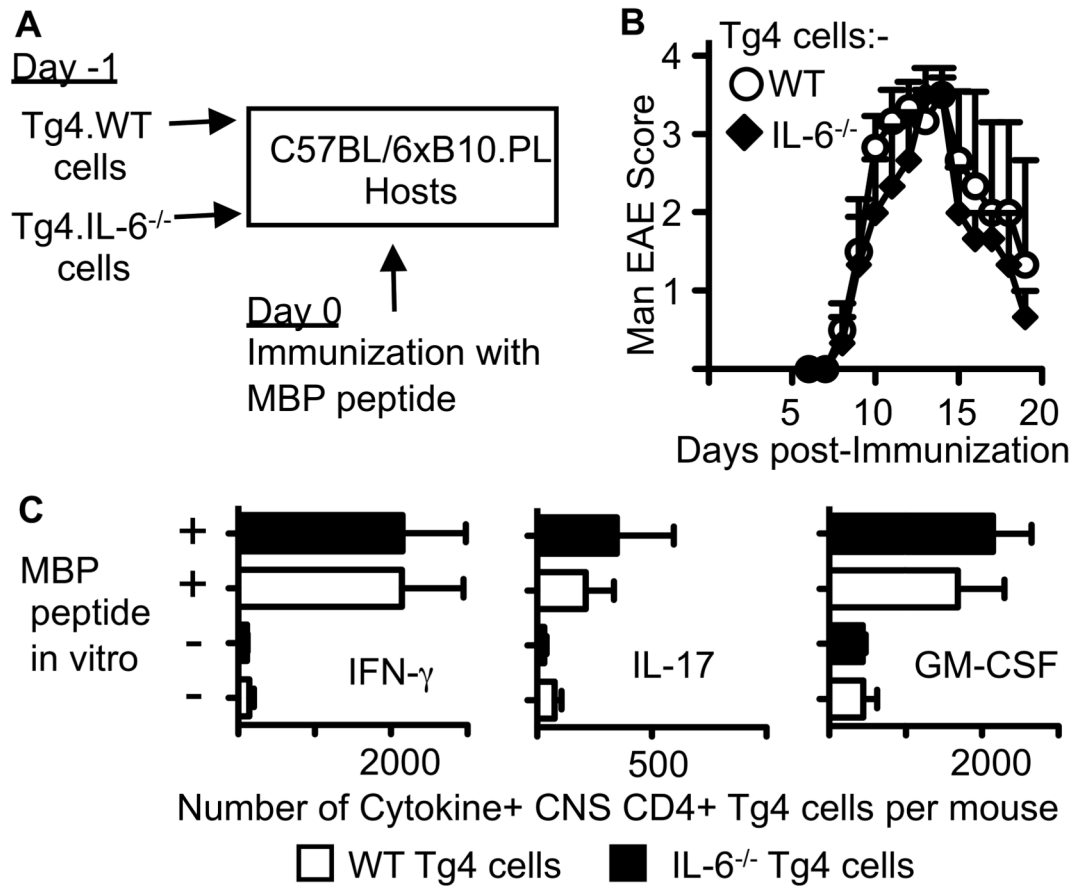 A
Day -1
Tg4.WT
cells
Tg4.IL-6-/-
cells
C57BL/6xB10.PL
Hosts
Day 0
Immunization with
MBP peptide
B
Tg4 cells:-
WT
IL-6-/-
Man EAE Score
4
3
2
1
5 10 15 20
Days post-Immunization
C
MBP
peptide
in vitro
+
+
-
-
IFN-γ
2000
IL-17
500
GM-CSF
2000
Number of Cytokine+ CNS CD4+ Tg4 cells per mouse
WT Tg4 cells IL-6-/- Tg4 cells